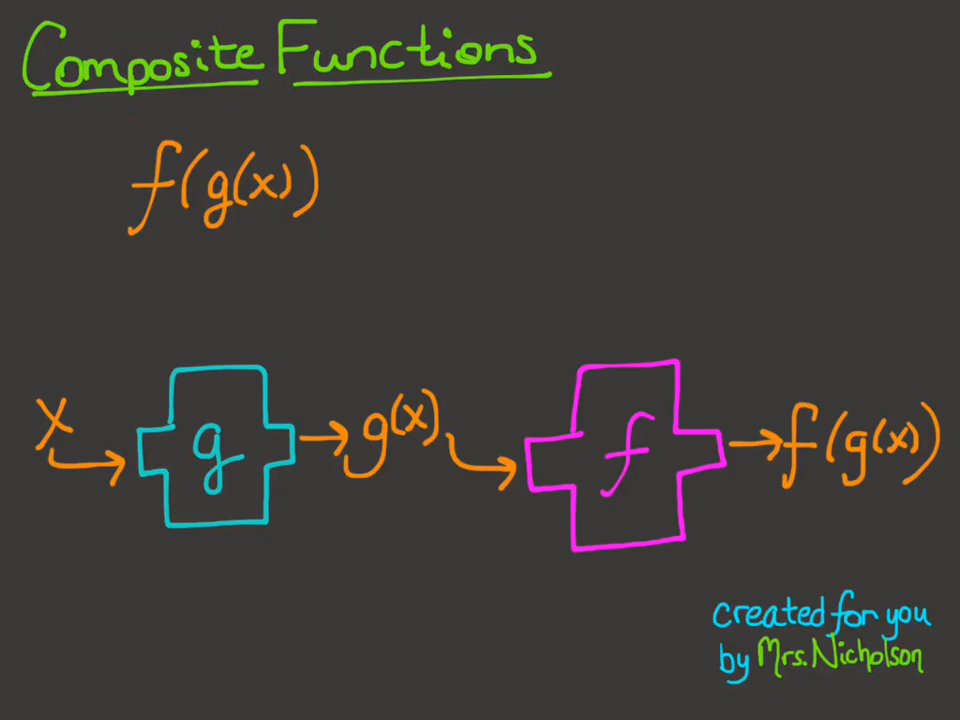 Composite Functions
f(g(x))
x g g(x) f f(g(x))
created for you
by Mrs. Nicholson